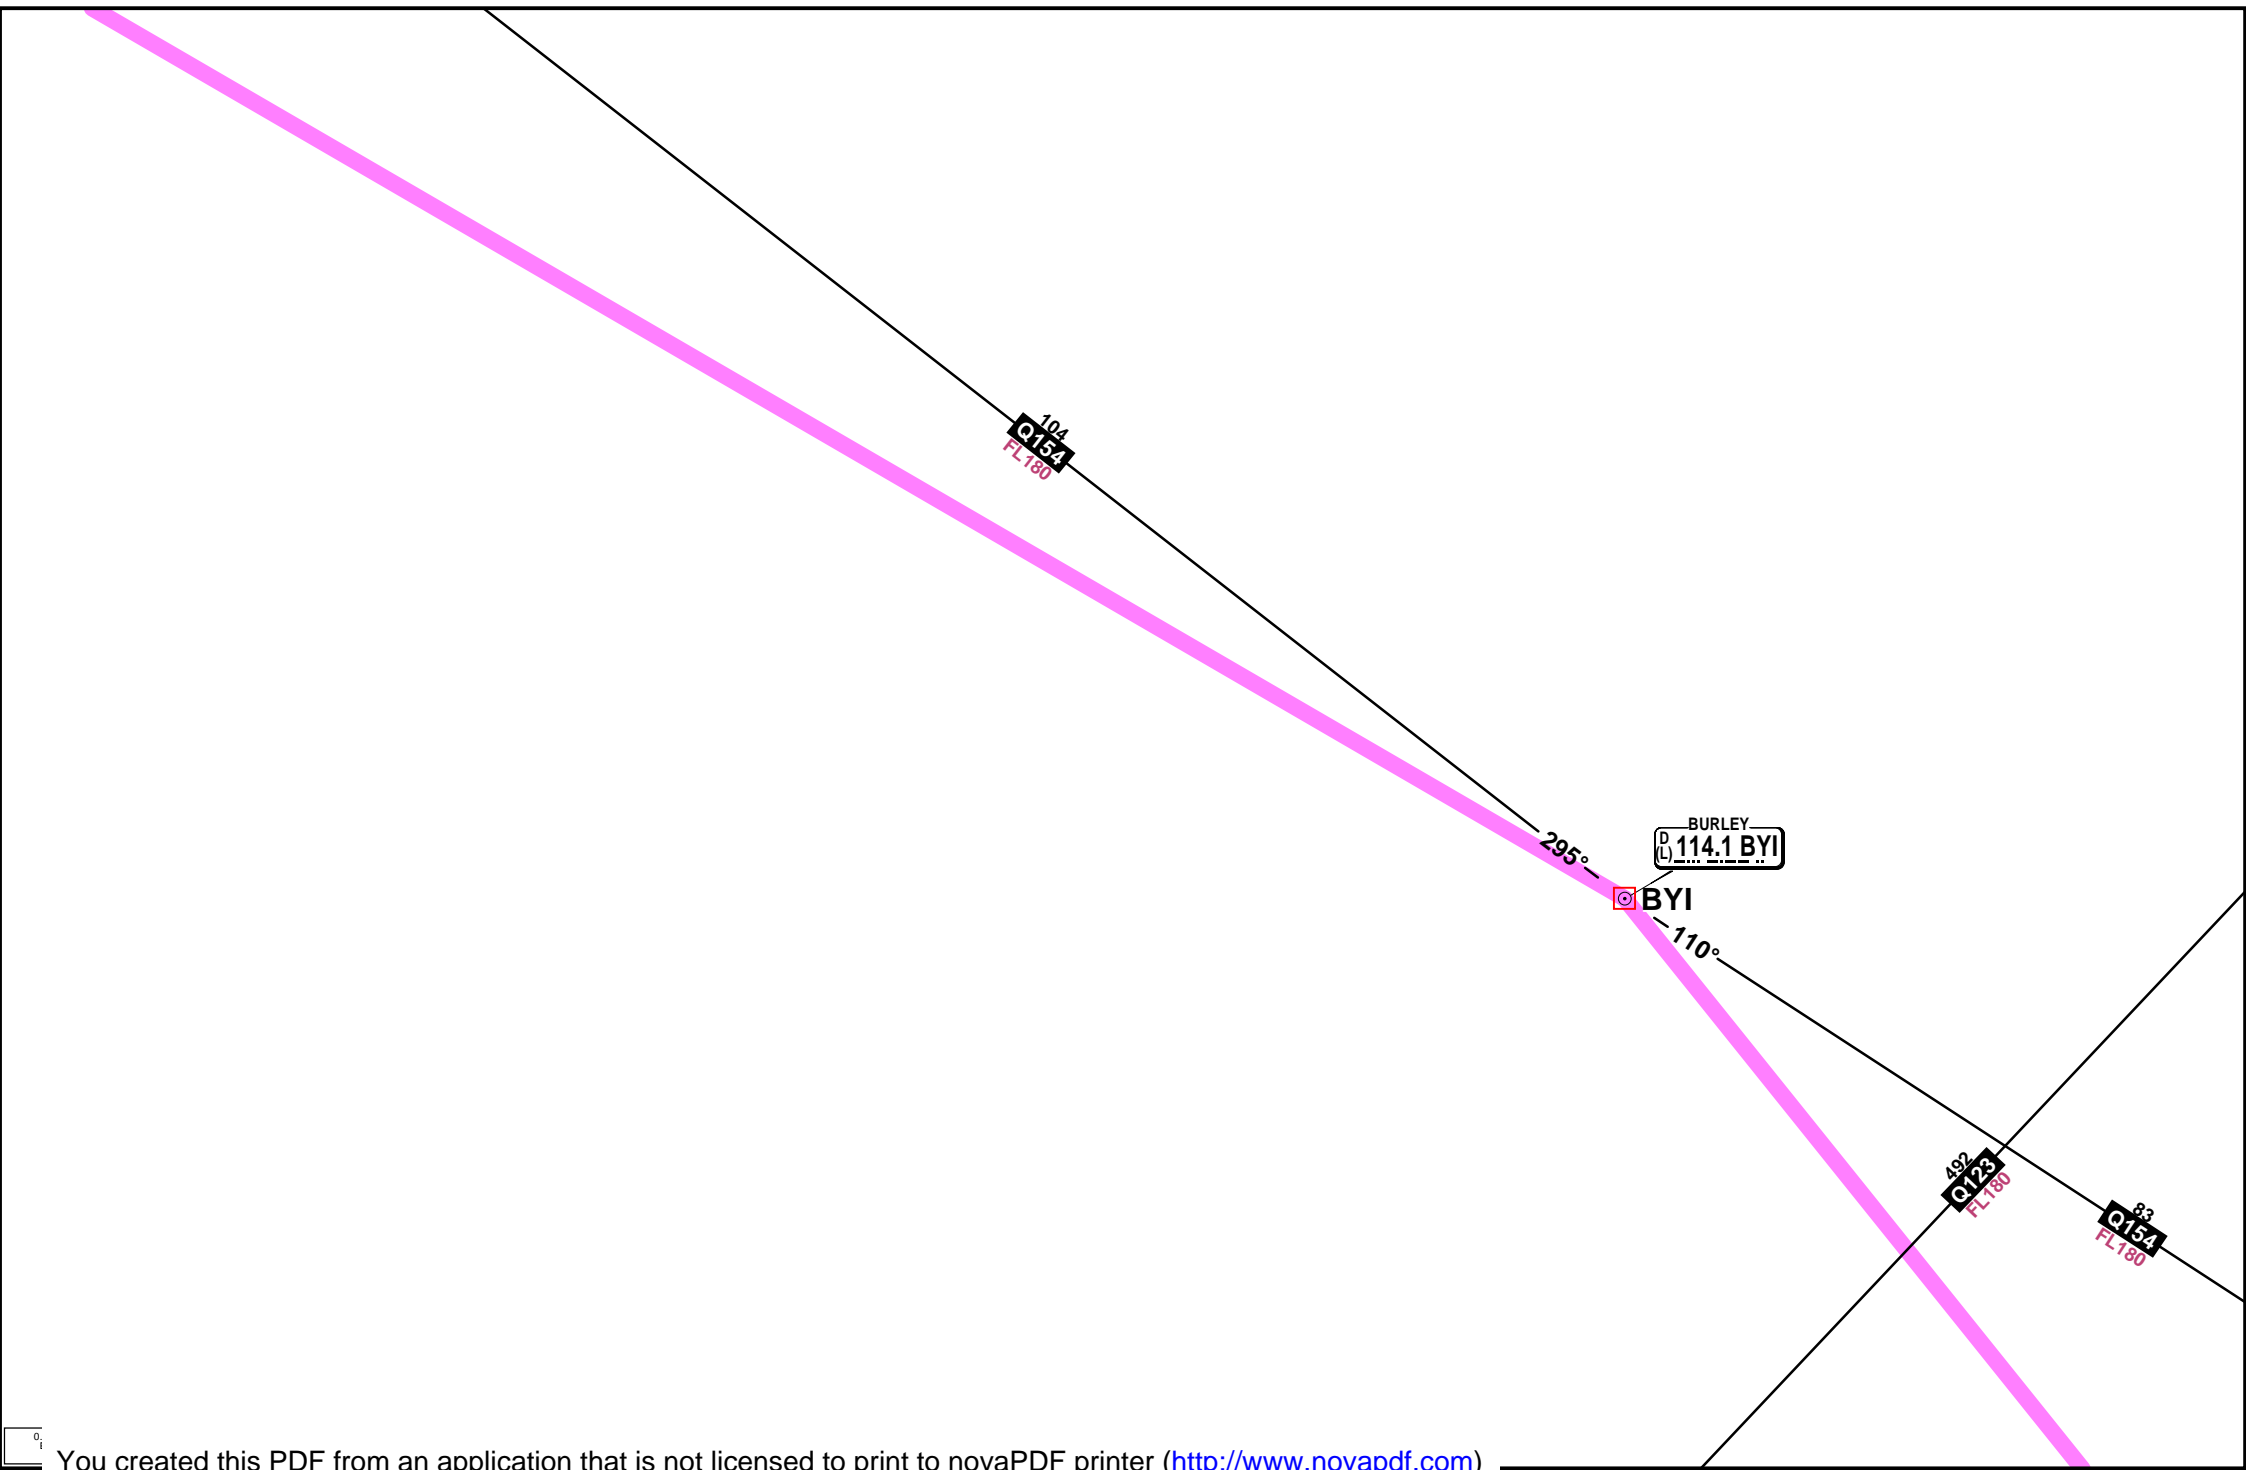 104
Q154
FL180
BURLEY
D
(L) 114.1 BYI
295°
BYI
110°
492
Q123
FL180
83
Q154
FL180
You created this PDF from an application that is not licensed to print to novaPDF printer (http://www.novapdf.com)